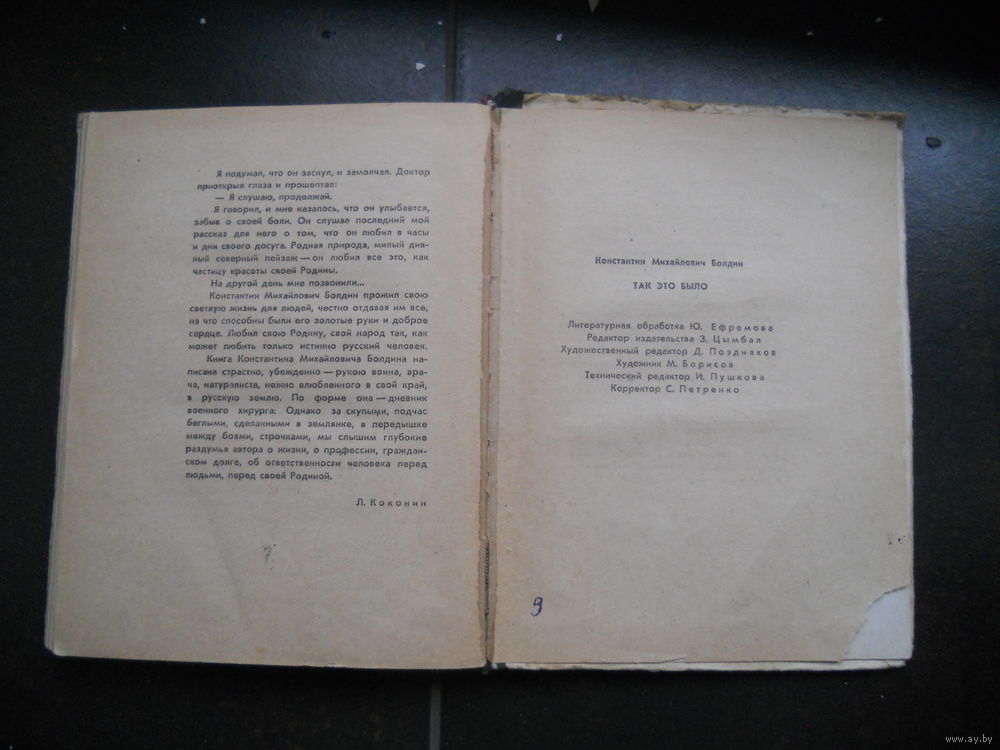 Я подумал, что он заснул, и замолчал. Доктор
приоткрыл глаза и прошептал:
— Я слушаю, продолжай.
Я говорил, и мне казалось, что он улыбается,
забыв о своей боли. Он слушал последний мой
рассказ для него о том, что он любил в часы
и дни своего досуга. Родная природа, милый див-
ный северный пейзаж — он любил все это, как
частицу красоты своей Родины.
На другой день мне позвонили...
Константин Михайлович Болдин прожил свою
светлую жизнь для людей, честно отдавая им все,
на что способны были его золотые руки и доброе
сердце. Любил свою Родину, свой народ так, как
может любить только истинно русский человек.
Книга Константина Михайловича Болдина на-
писана страстно, убежденно — рукою воина, вра-
ча, натуралиста, нежно влюбленного в свой край,
в русскую землю. По форме она — дневник
военного хирурга. Однако за скупыми, подчас
беглыми, сделанными в землянке, в передышке
между боями, строчками, мы слышим глубокие
раздумья автора о жизни, о профессии, граждан-
ском долге, об ответственности человека перед
людьми, перед своей Родиной.
Л. Коконин
Константин Михайлович Болдин
ТАК ЭТО БЫЛО
Литературная обработка Ю. Ефремова
Редактор издательства З. Цымбал
Художественный редактор Д. Поздняков
Художник М. Борисов
Технический редактор И. Пушкова
Корректор С. Петренко
9
www.ay.by